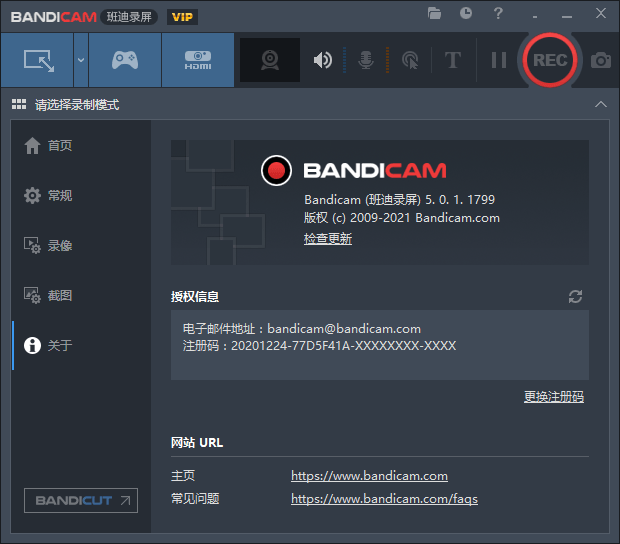 BANDICAM 班迪录屏 VIP
HDMI T REC
请选择录制模式
首页
常规
录像
截图
关于
BANDICUT
BANDICAM
Bandicam (班迪录屏) 5. 0. 1. 1799
版权 (c) 2009-2021 Bandicam.com
检查更新
授权信息
电子邮件地址：bandicam@bandicam.com
注册码：20201224-77D5F41A-XXXXXXXX-XXXX
更换注册码
网站 URL
主页 https://www.bandicam.com
常见问题 https://www.bandicam.com/faqs